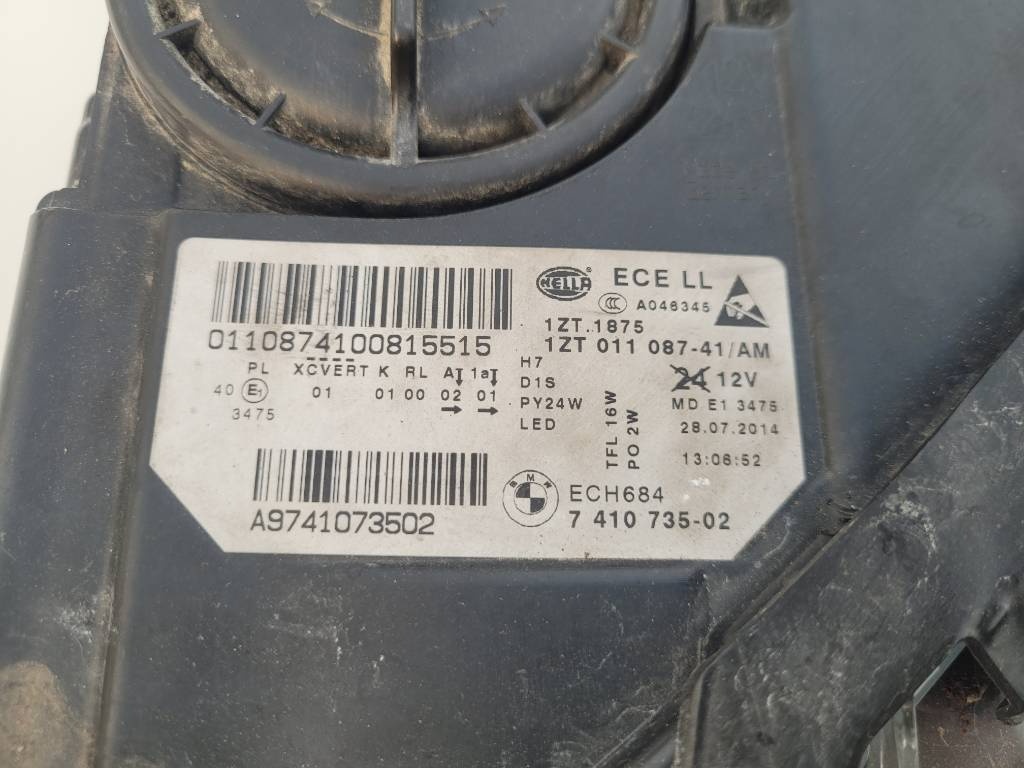 HELLA ECE LL
CCC A046345
1ZT.1875
0110874100815515 1ZT 011 087-41/AM
PL XCVERT K RL A 1a H7
40 E1 01 01 00 02 01 D1S 24 12V
3475 PY24W MD E1 3475
LED 28.07.2014
TFL 16W
PO 2W
13:06:52
BMW ECH684
A9741073502 7 410 735-02